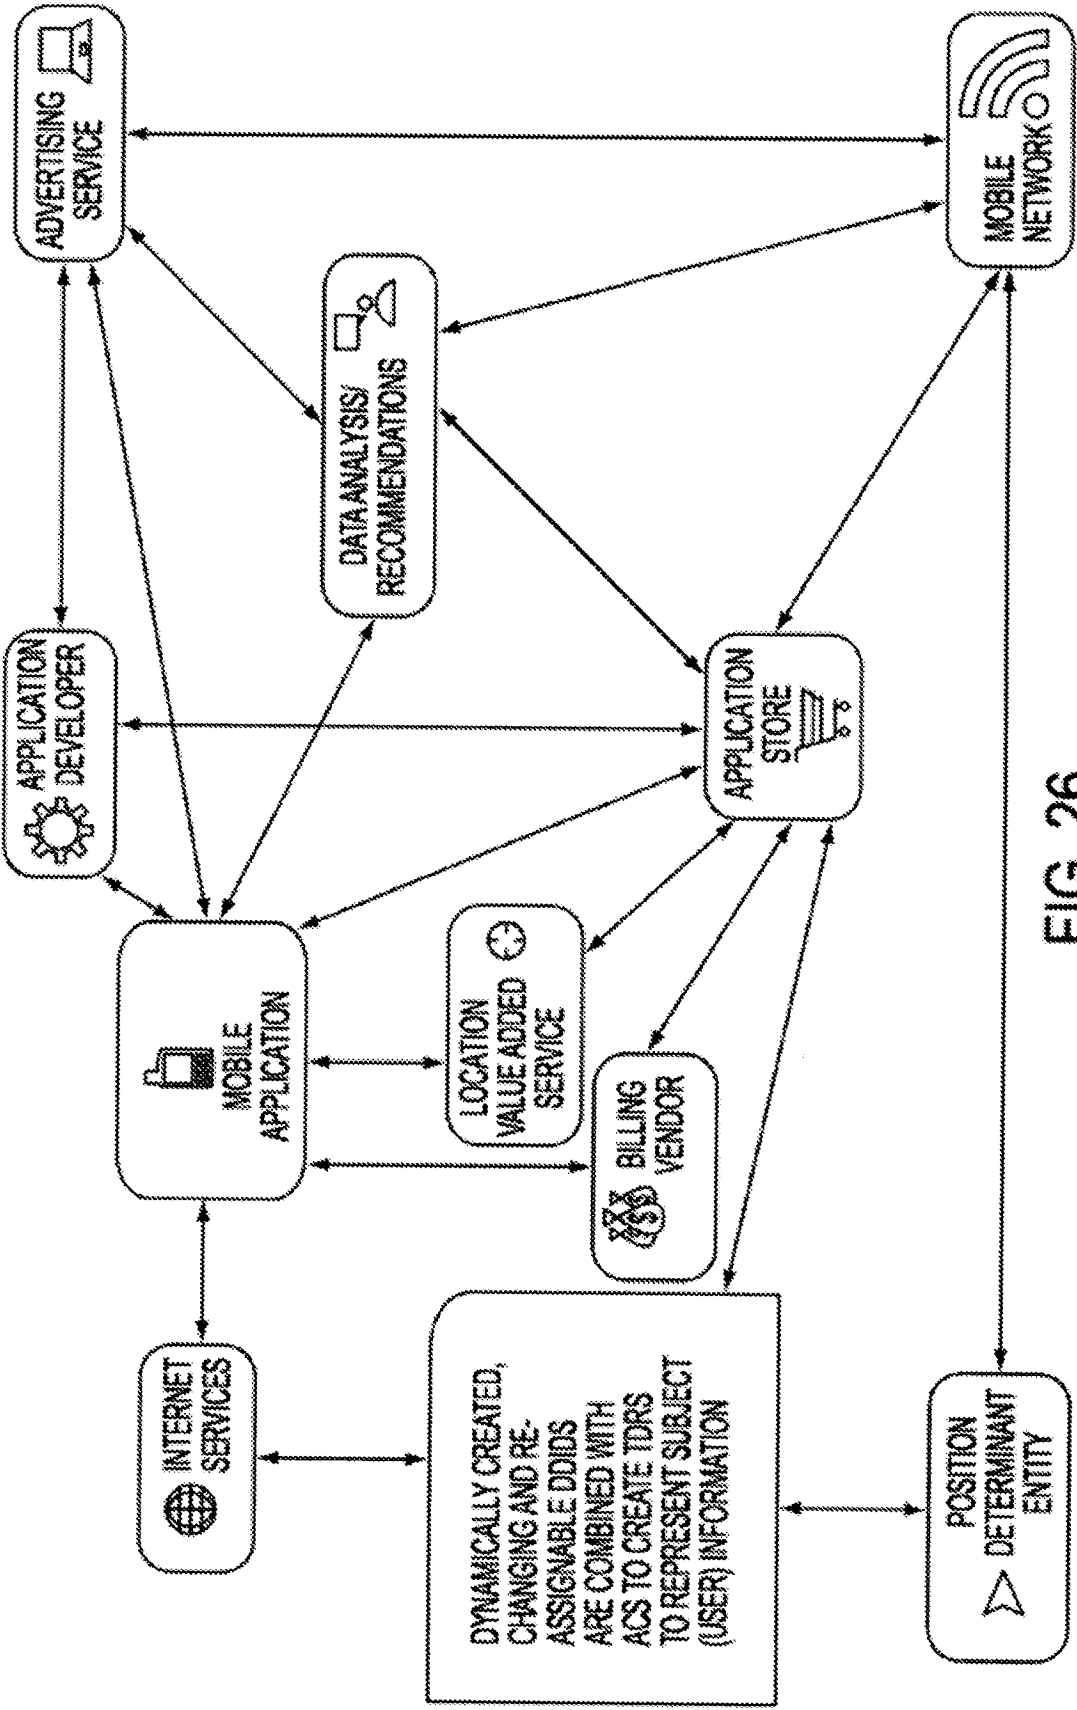 INTERNET
SERVICES
DYNAMICALLY CREATED,
CHANGING AND RE-
ASSIGNABLE DDIDS
ARE COMBINED WITH
ACS TO CREATE TDRS
TO REPRESENT SUBJECT
(USER) INFORMATION
POSITION
DETERMINANT
ENTITY
MOBILE
APPLICATION
LOCATION
VALUE ADDED
SERVICE
BILLING
VENDOR
APPLICATION
DEVELOPER
APPLICATION
STORE
DATA ANALYSIS/
RECOMMENDATIONS
ADVERTISING
SERVICE
MOBILE
NETWORK
FIG. 26